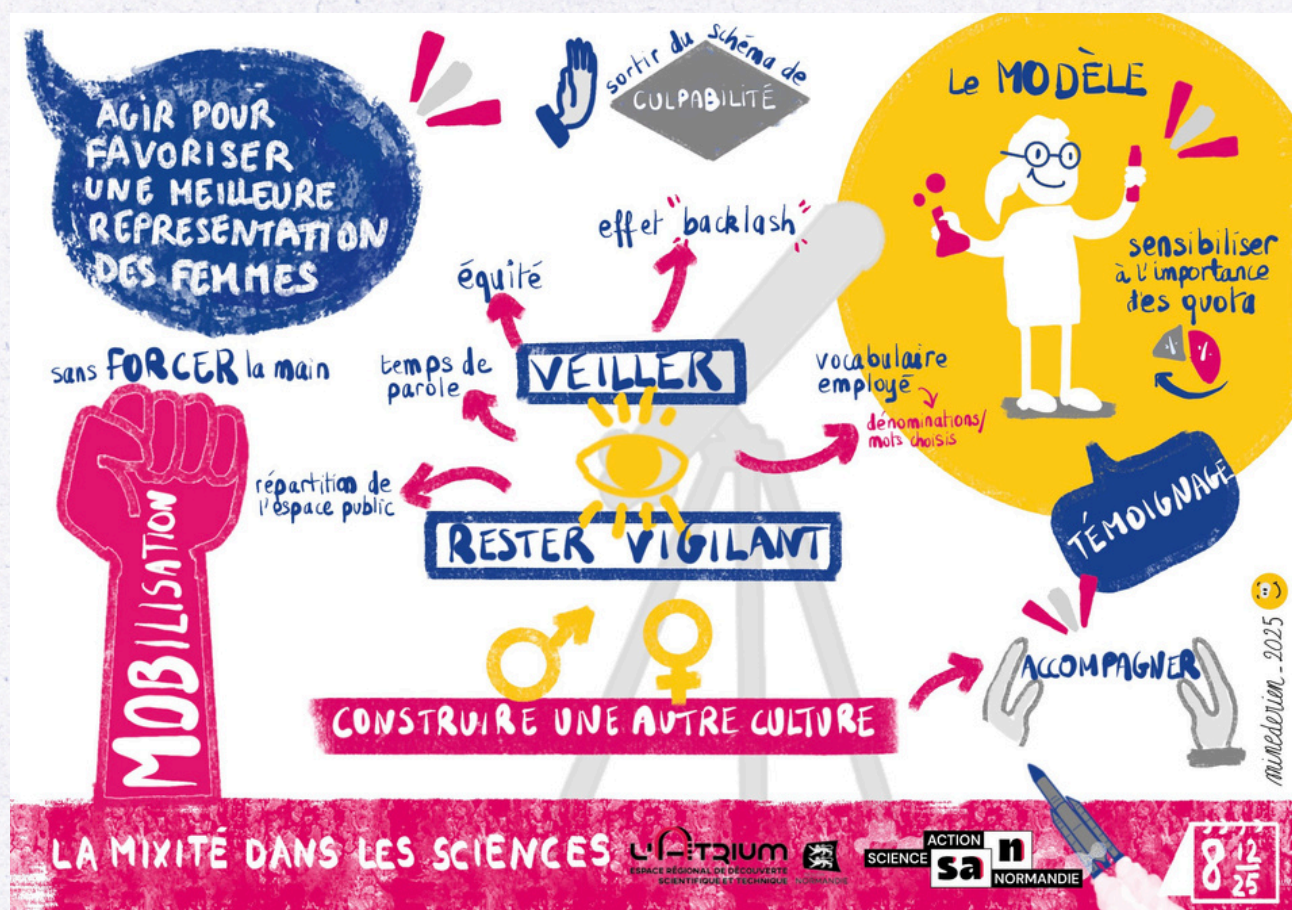 AGIR POUR
FAVORISER
UNE MEILLEURE
REPRESENTATION
DES FEMMES
sortir du schéma de
CULPABILITÉ
Le MODÈLE
effet "backlash"
équité
sensibiliser
à l'importance
des quota
%
sans FORCER la main
temps de
parole
VEILLER
vocabulaire
employé
dénominations/
mots choisis
répartition de
l'espace public
RESTER VIGILANT
TÉMOIGNAGE
MOBILISATION
ACCOMPAGNER
CONSTRUIRE UNE AUTRE CULTURE
minederien_2025
LA MIXITÉ DANS LES SCIENCES
L'ATRIUM
ESPACE RÉGIONAL DE DÉCOUVERTE
SCIENTIFIQUE ET TECHNIQUE
NORMANDIE
SCIENCE
ACTION
sa
n
NORMANDIE
8 12
25